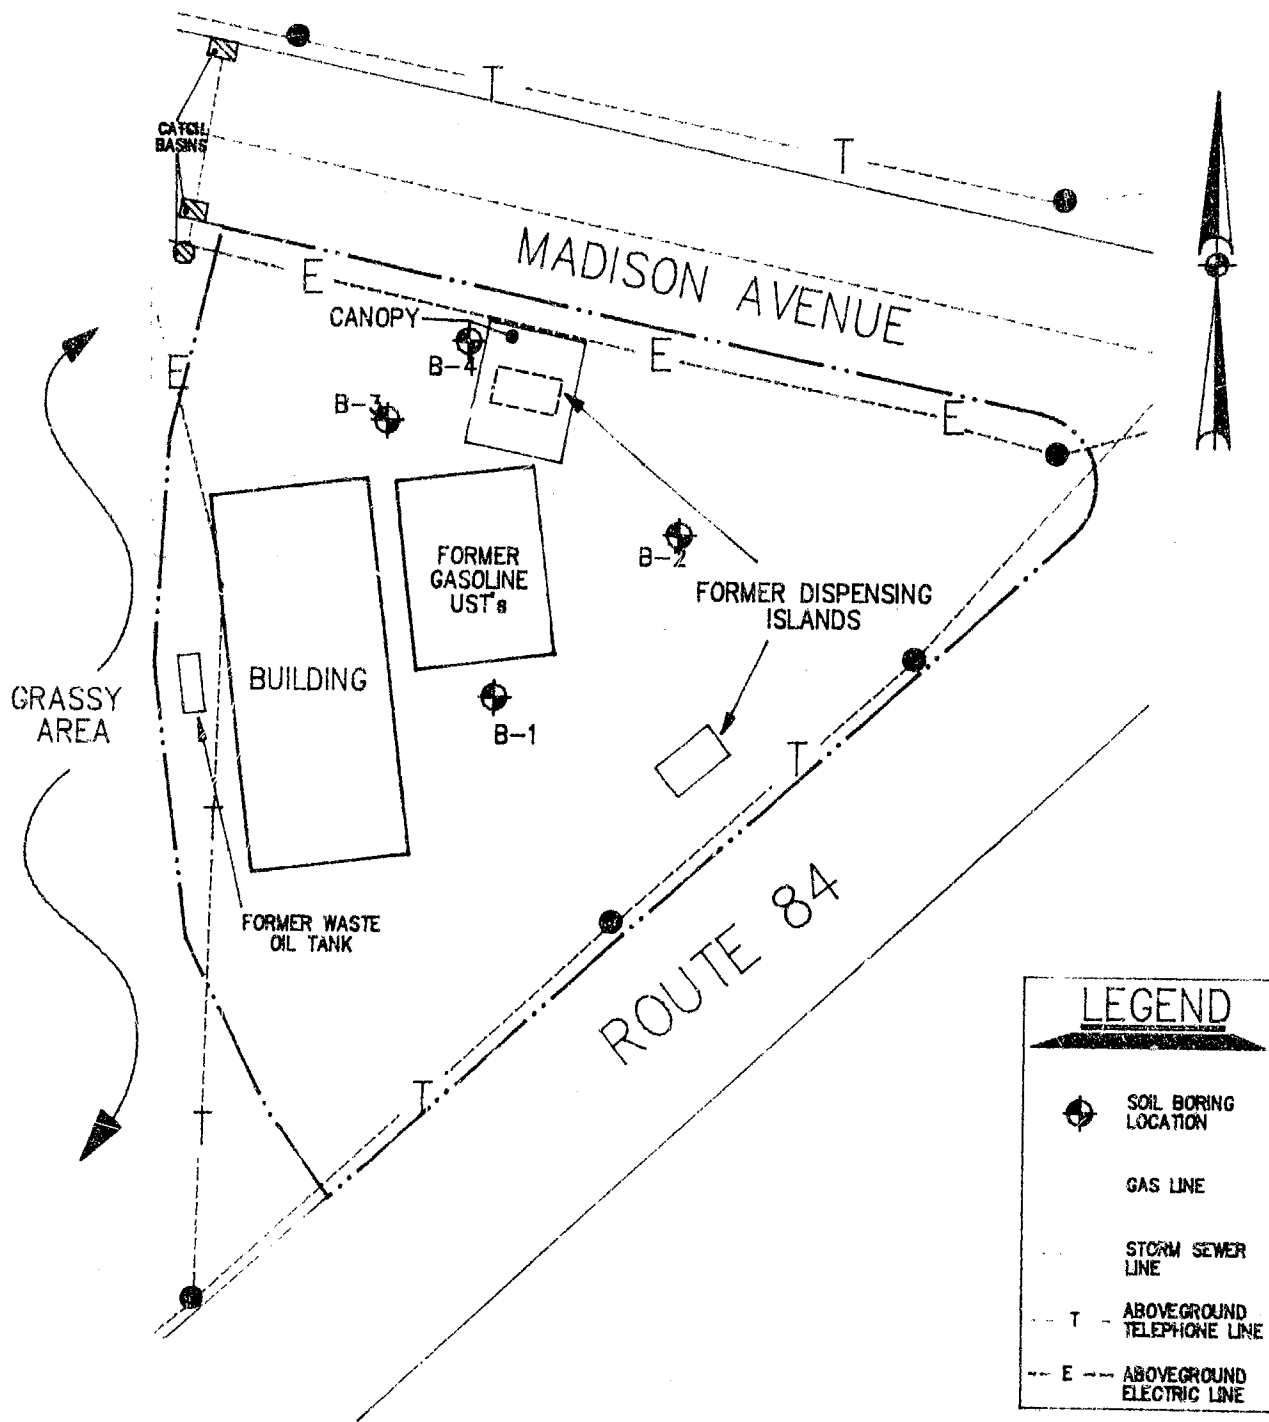 T
T
CATCH
BASINS
MADISON AVENUE
E
CANOPY
B-4
E
E
B-3
E
B-2
FORMER
GASOLINE
UST's
FORMER DISPENSING
ISLANDS
BUILDING
GRASSY
AREA
B-1
T
T
FORMER WASTE
OIL TANK
ROUTE 84
T
T
LEGEND
SOIL BORING
LOCATION
GAS LINE
STORM SEWER
LINE
T
ABOVEGROUND
TELEPHONE LINE
E
ABOVEGROUND
ELECTRIC LINE